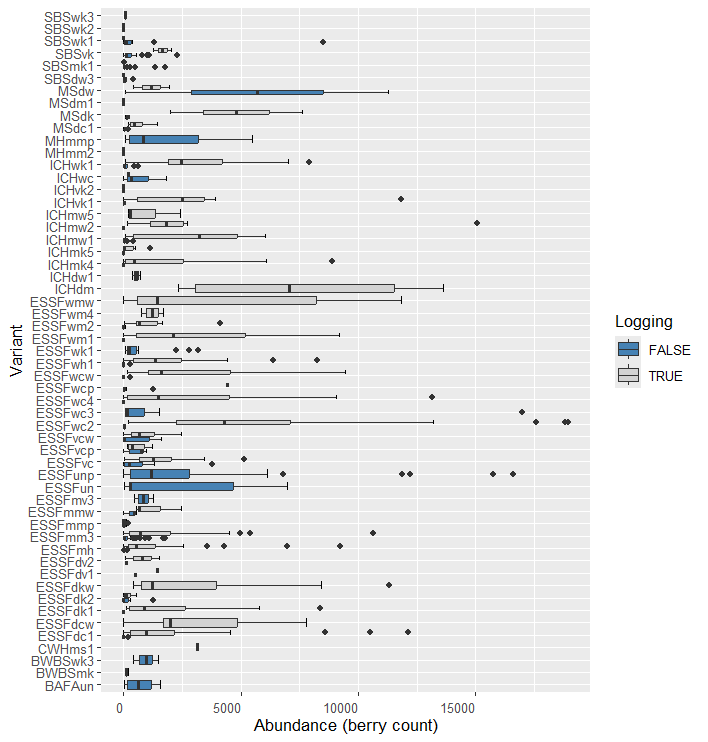 SBSwk3
SBSwk2
SBSwk1
SBSvk
SBSmk1
SBSdw3
MSdw
MSdm1
MSdk
MSdc1
MHmmp
MHmm2
ICHwk1
ICHwc
ICHvk2
ICHvk1
ICHmw5
ICHmw2
ICHmw1
ICHmk5
ICHmk4
ICHdw1
ICHdm
ESSFwmw
ESSFwm4
ESSFwm2
ESSFwm1
ESSFwk1
ESSFwh1
ESSFwcw
ESSFwcp
ESSFwc4
ESSFwc3
ESSFwc2
ESSFvcw
ESSFvcp
ESSFvc
ESSFunp
ESSFun
ESSFmv3
ESSFmmw
ESSFmmp
ESSFmm3
ESSFmh
ESSFdv2
ESSFdv1
ESSFdkw
ESSFdk2
ESSFdk1
ESSFdcw
ESSFdc1
CWHms1
BWBSwk3
BWBSmk
BAFAun
Variant
0 5000 10000 15000
Abundance (berry count)
Logging
FALSE
TRUE